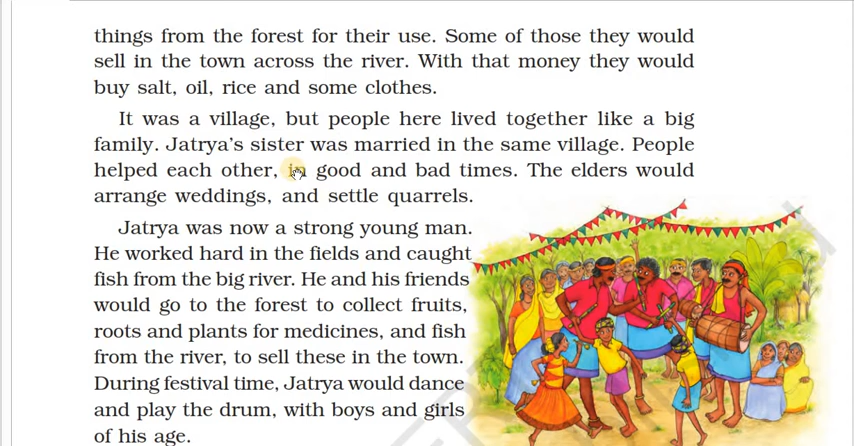 things from the forest for their use. Some of those they would
sell in the town across the river. With that money they would
buy salt, oil, rice and some clothes.
It was a village, but people here lived together like a big
family. Jatrya's sister was married in the same village. People
helped each other, in good and bad times. The elders would
arrange weddings, and settle quarrels.
Jatrya was now a strong young man.
He worked hard in the fields and caught
fish from the big river. He and his friends
would go to the forest to collect fruits,
roots and plants for medicines, and fish
from the river, to sell these in the town.
During festival time, Jatrya would dance
and play the drum, with boys and girls
of his age.